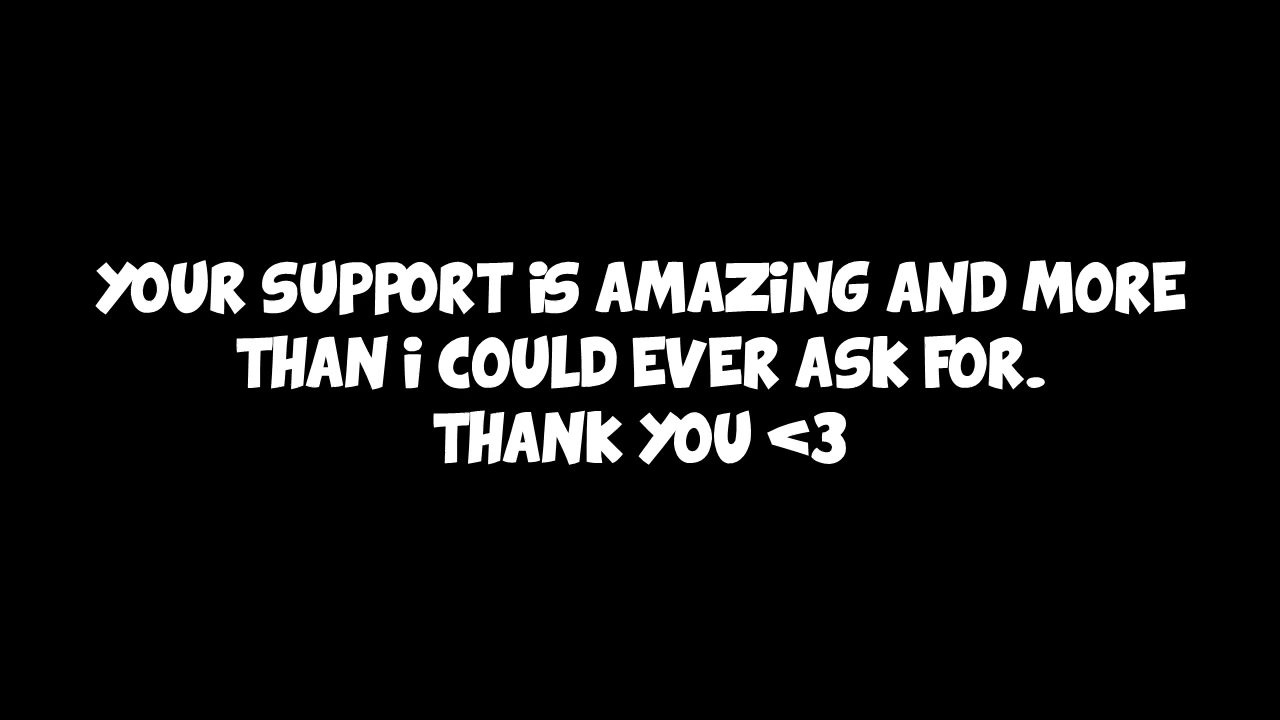 YOUR SUPPORT iS AMAZiNG AND MORE
THAN i COULD EVER ASK FOR.
THANK YOU <3